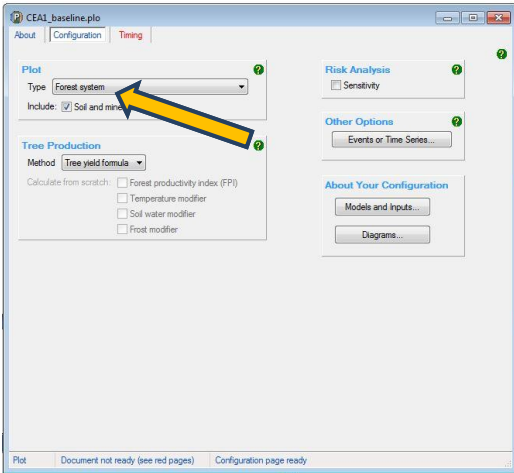 CEA1_baseline.plo
About Configuration Timing
Plot
Type Forest system
Include: Soil and mine
Tree Production
Method Tree yield formula
Calculate from scratch: Forest productivity index (FPI)
Temperature modifier
Soil water modifier
Frost modifier
Risk Analysis
Sensitivity
Other Options
Events or Time Series...
About Your Configuration
Models and Inputs...
Diagrams...
Plot Document not ready (see red pages) Configuration page ready